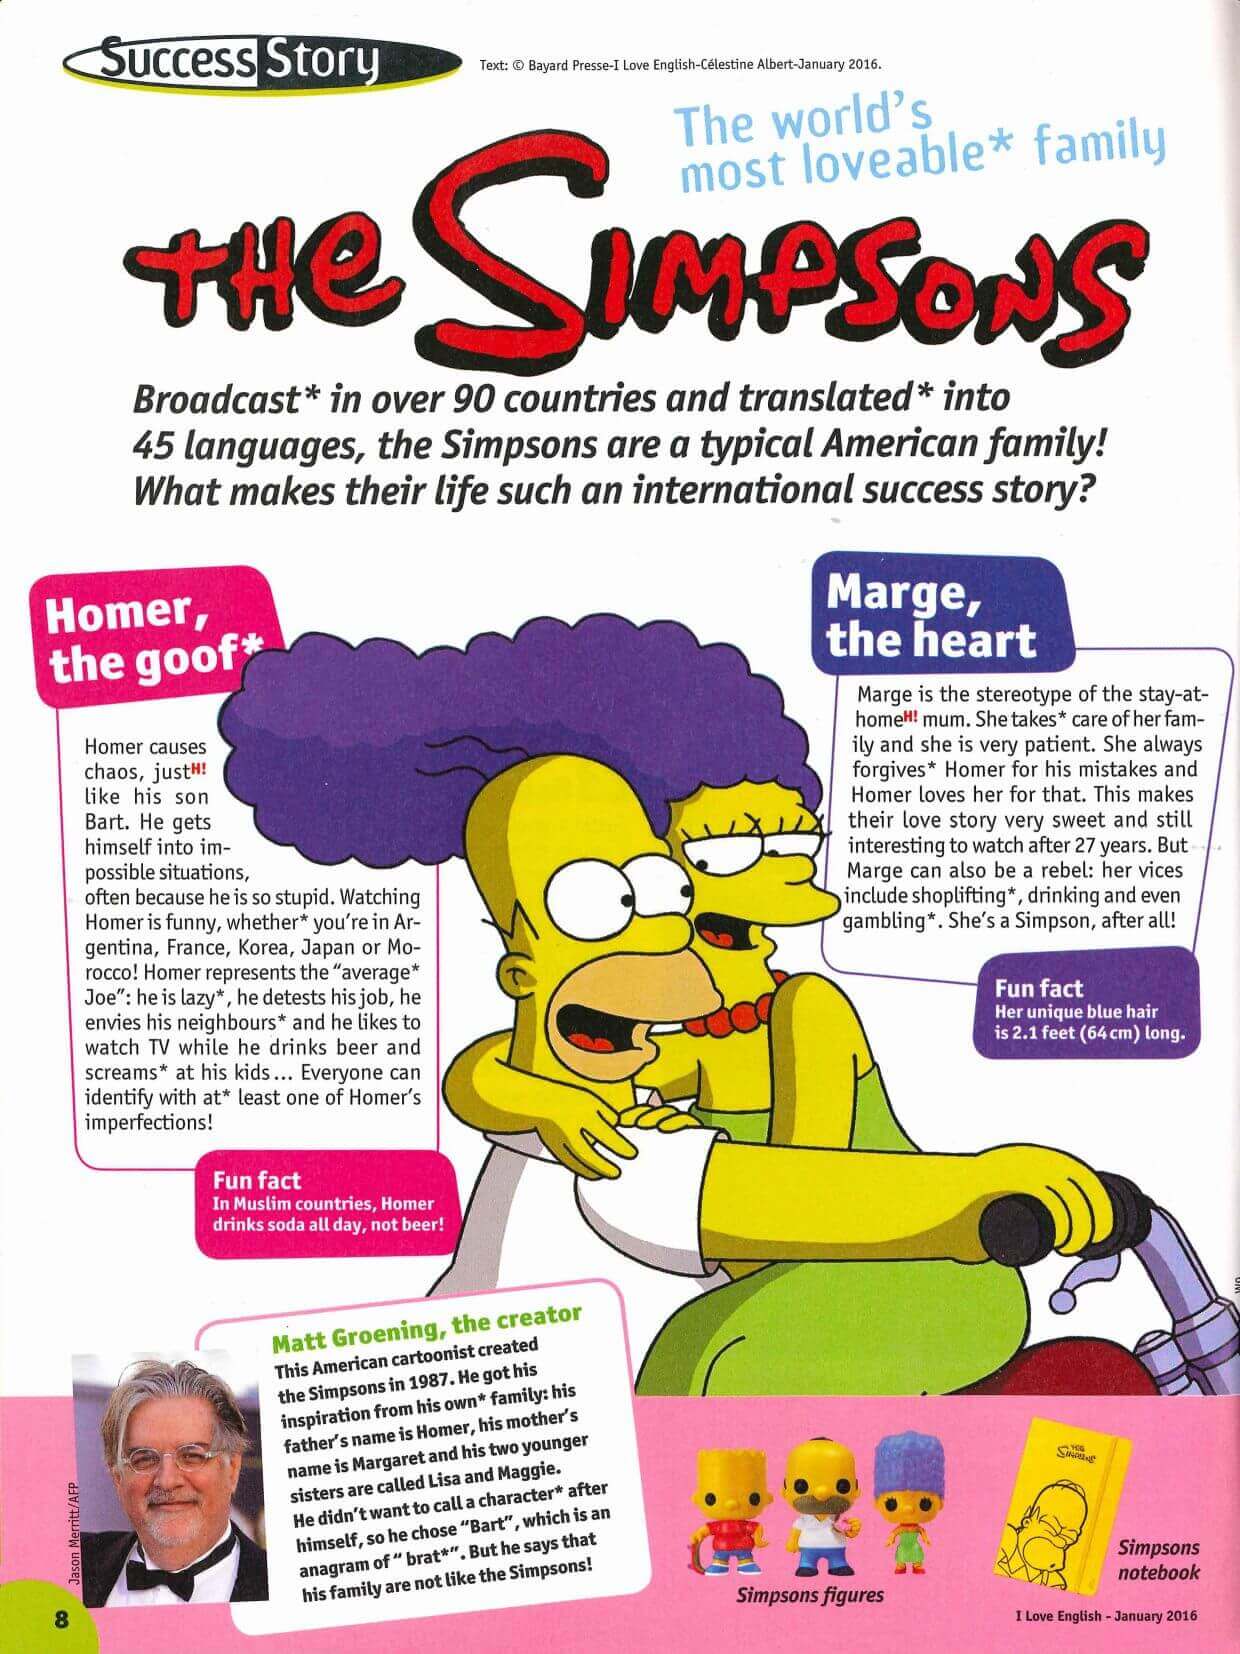 Success Story
Text: © Bayard Presse-I Love English-Célestine Albert-January 2016.
The world's
most loveable* family
THE SIMPSONS
Broadcast* in over 90 countries and translated* into
45 languages, the Simpsons are a typical American family!
What makes their life such an international success story?
Homer,
the goof*
Homer causes
chaos, justH!
like his son
Bart. He gets
himself into im-
possible situations,
often because he is so stupid. Watching
Homer is funny, whether* you're in Ar-
gentina, France, Korea, Japan or Mo-
rocco! Homer represents the "average*
Joe": he is lazy*, he detests his job, he
envies his neighbours* and he likes to
watch TV while he drinks beer and
screams* at his kids... Everyone can
identify with at* least one of Homer's
imperfections!
Fun fact
In Muslim countries, Homer
drinks soda all day, not beer!
Marge,
the heart
Marge is the stereotype of the stay-at-
homeH! mum. She takes* care of her fam-
ily and she is very patient. She always
forgives* Homer for his mistakes and
Homer loves her for that. This makes
their love story very sweet and still
interesting to watch after 27 years. But
Marge can also be a rebel: her vices
include shoplifting*, drinking and even
gambling*. She's a Simpson, after all!
Fun fact
Her unique blue hair
is 2.1 feet (64 cm) long.
Matt Groening, the creator
This American cartoonist created
the Simpsons in 1987. He got his
inspiration from his own* family: his
father's name is Homer, his mother's
name is Margaret and his two younger
sisters are called Lisa and Maggie.
He didn't want to call a character* after
himself, so he chose "Bart", which is an
anagram of " brat*". But he says that
his family are not like the Simpsons!
Jason Merritt/AFP
Simpsons figures
THE
SIMPSONS
Simpsons
notebook
8
I Love English - January 2016